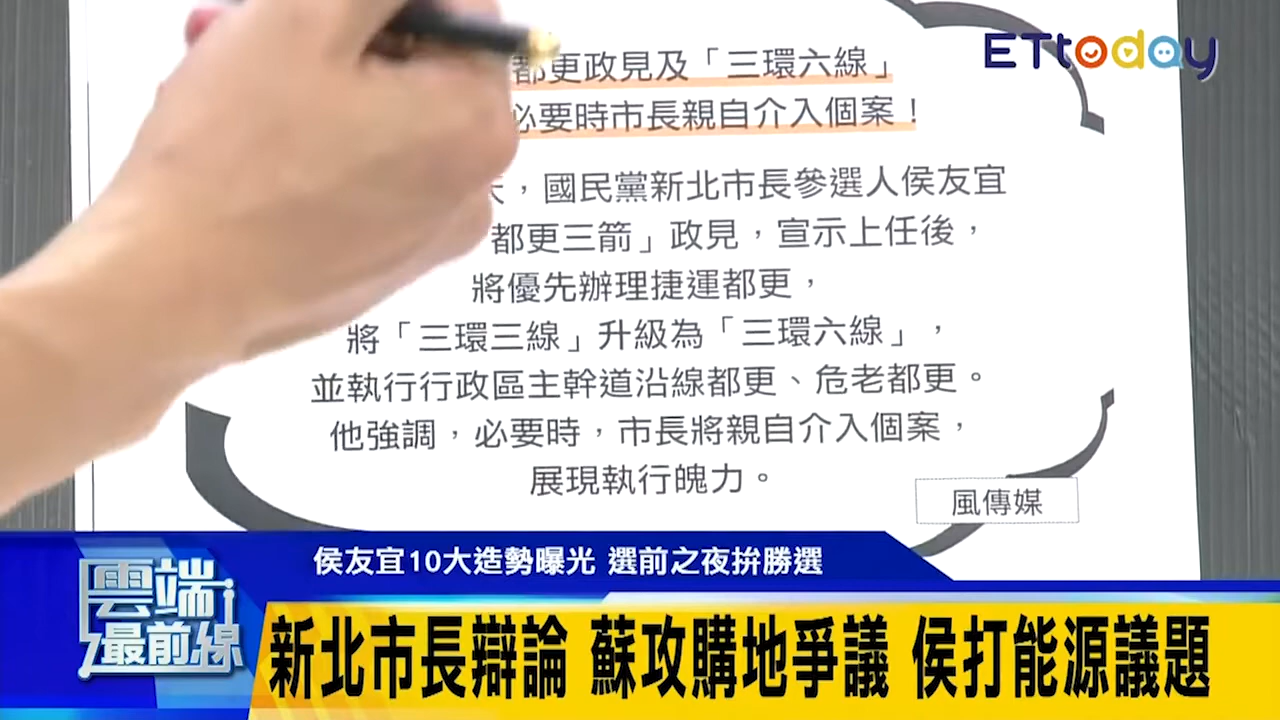 ETtoday
都更政見及「三環六線」
必要時市長親自介入個案！
天，國民黨新北市長參選人侯友宜
都更三箭」政見，宣示上任後，
將優先辦理捷運都更，
將「三環三線」升級為「三環六線」，
並執行行政區主幹道沿線都更、危老都更。
他強調，必要時，市長將親自介入個案，
展現執行魄力。
風傳媒
侯友宜10大造勢曝光 選前之夜拚勝選
雲端最前線
新北市長辯論 蘇攻購地爭議 侯打能源議題